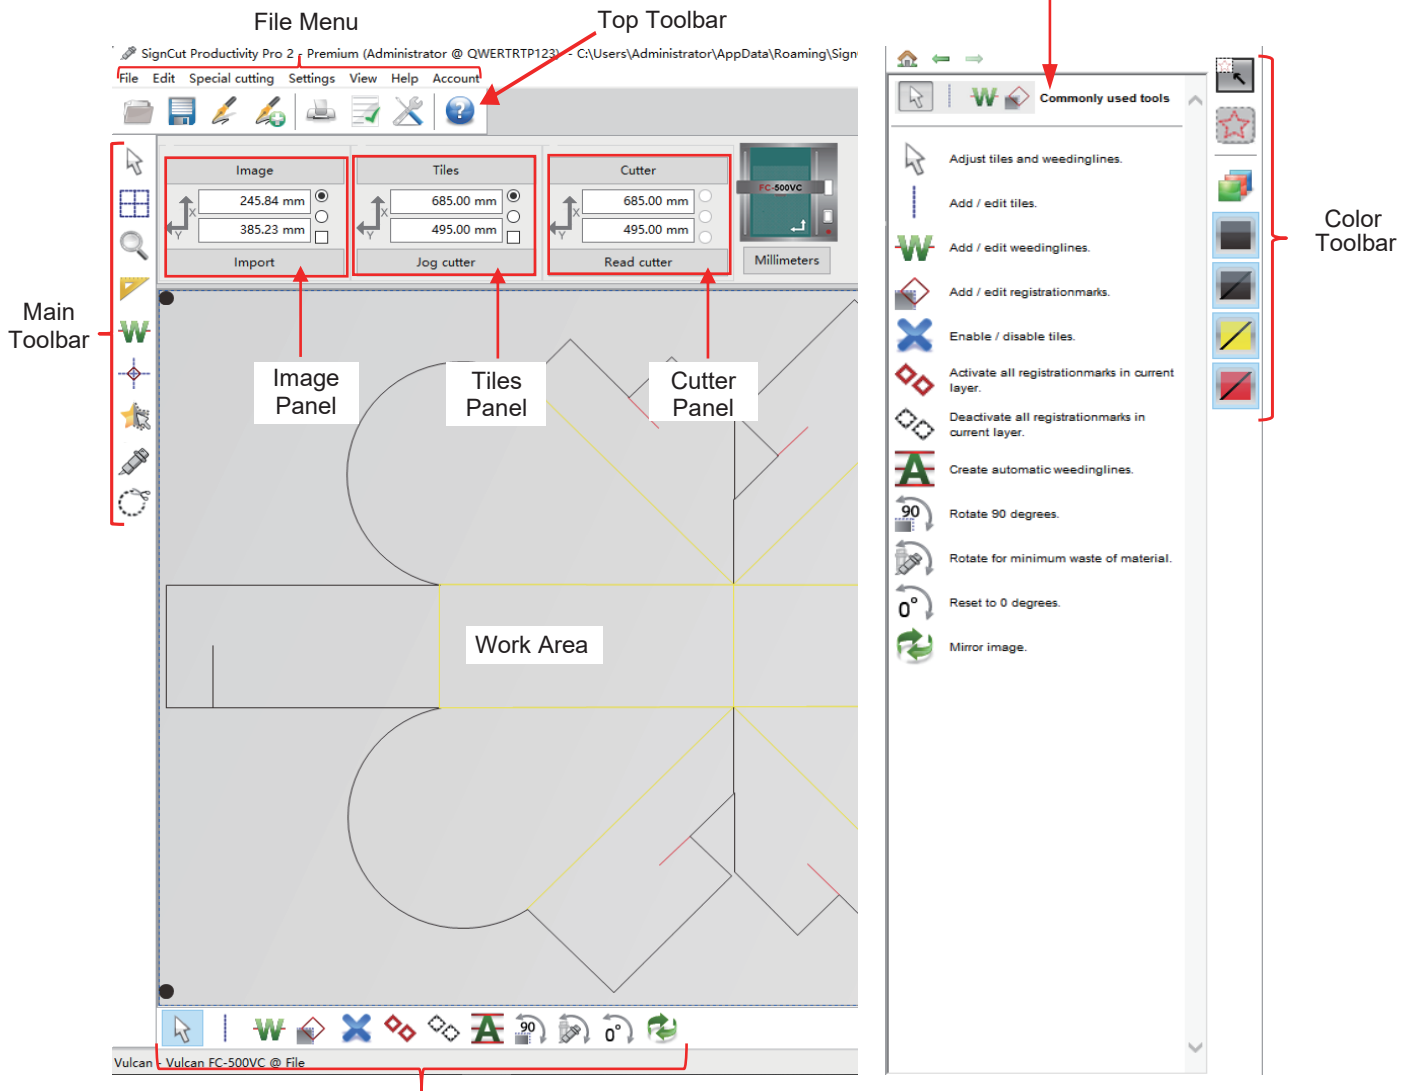 File Menu
Top Toolbar
SignCut Productivity Pro 2 - Premium (Administrator @ QWERTRTP123) - C:\Users\Administrator\AppData\Roaming\Sign
File Edit Special cutting Settings View Help Account
Image
245.84 mm
385.23 mm
Import
X
Y
Tiles
685.00 mm
495.00 mm
Jog cutter
X
Y
Cutter
685.00 mm
495.00 mm
Read cutter
X
Y
FC-500VC
Millimeters
Main
Toolbar
Image
Panel
Tiles
Panel
Cutter
Panel
Work Area
W
W
A
90
0°
Vulcan - Vulcan FC-500VC @ File
W
Commonly used tools
Adjust tiles and weedinglines.
Add / edit tiles.
W
Add / edit weedinglines.
Add / edit registrationmarks.
Enable / disable tiles.
Activate all registrationmarks in current
layer.
Deactivate all registrationmarks in
current layer.
A
Create automatic weedinglines.
90
Rotate 90 degrees.
Rotate for minimum waste of material.
0°
Reset to 0 degrees.
Mirror image.
Color
Toolbar